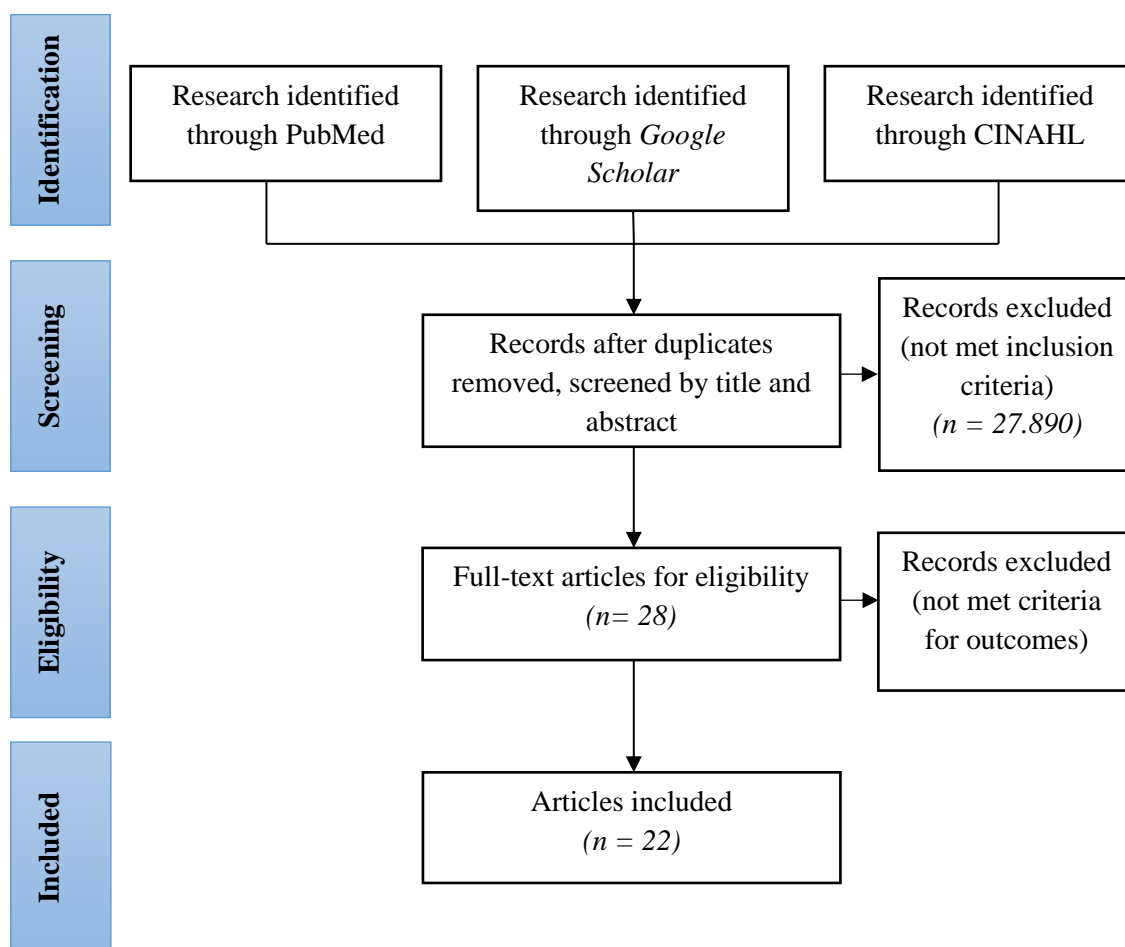 Identification
Research identified
through PubMed
Research identified
through Google
Scholar
Research identified
through CINAHL
Screening
Records after duplicates
removed, screened by title and
abstract
Records excluded
(not met inclusion
criteria)
(n = 27.890)
Eligibility
Full-text articles for eligibility
(n= 28)
Records excluded
(not met criteria
for outcomes)
Included
Articles included
(n = 22)